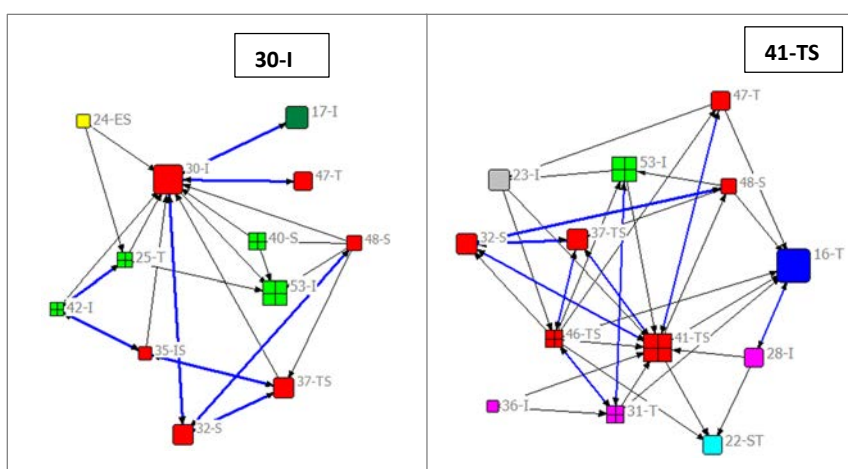 30-I
24-ES
17-I
30-I
47-T
40-S
48-S
25-T
53-I
42-I
35-IS
37-TS
32-S
41-TS
47-T
53-I
23-I
48-S
32-S
37-TS
16-T
46-TS
41-TS
28-I
36-I
31-T
22-ST